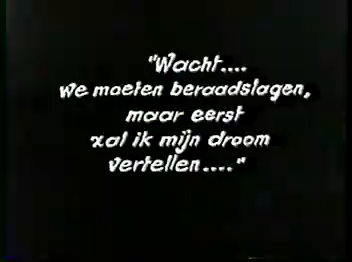 "Wacht....
we moeten beraadslagen,
maar eerst
zal ik mijn droom
vertellen...."